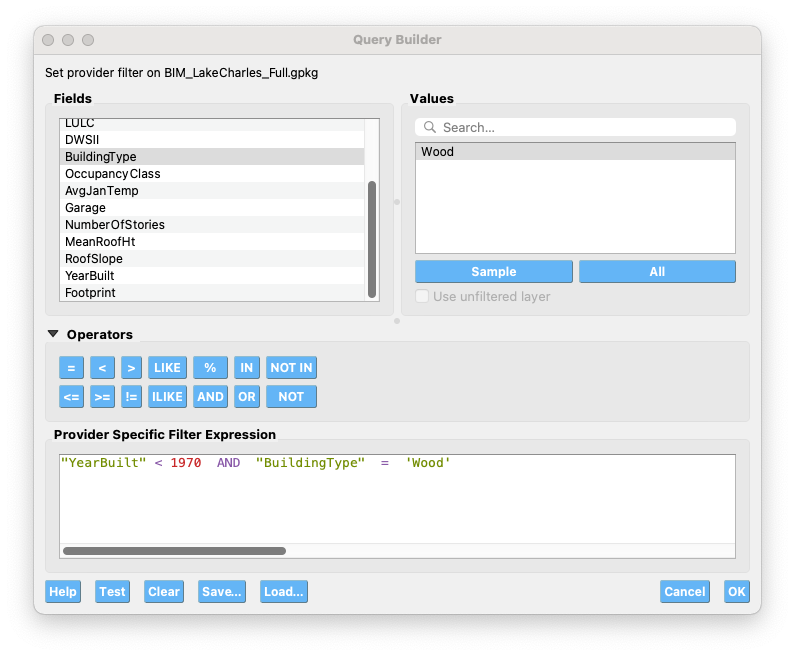 Query Builder
Set provider filter on BIM_LakeCharles_Full.gpkg
Fields
LULC
DWSII
BuildingType
OccupancyClass
AvgJanTemp
Garage
NumberOfStories
MeanRoofHt
RoofSlope
YearBuilt
Footprint
Values
Search...
Wood
Sample All
Use unfiltered layer
Operators
= < > LIKE % IN NOT IN
<= >= != ILIKE AND OR NOT
Provider Specific Filter Expression
"YearBuilt" < 1970 AND "BuildingType" = 'Wood'
Help Test Clear Save... Load... Cancel OK